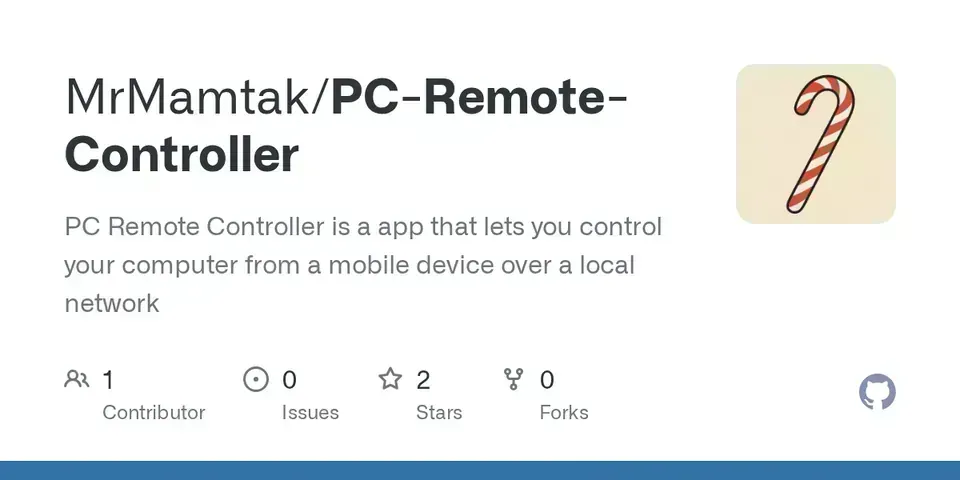 MrMamtak/PC-Remote-
Controller
PC Remote Controller is a app that lets you control
your computer from a mobile device over a local
network
1
Contributor
0
Issues
2
Stars
0
Forks